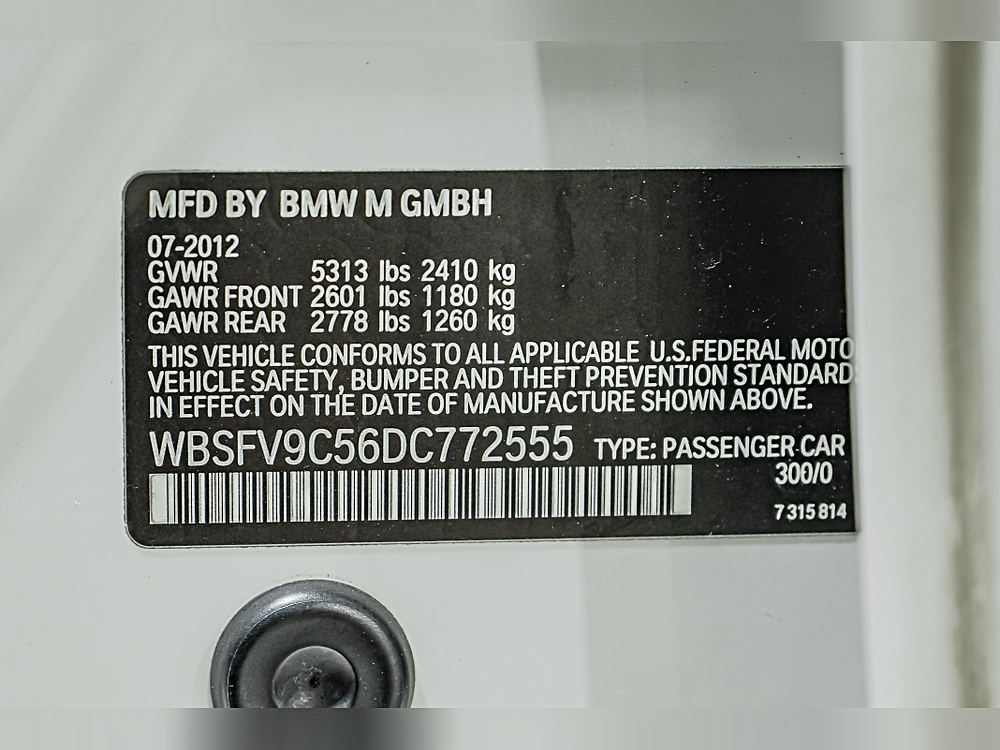 MFD BY BMW M GMBH
07-2012
GVWR 5313 lbs 2410 kg
GAWR FRONT 2601 lbs 1180 kg
GAWR REAR 2778 lbs 1260 kg
THIS VEHICLE CONFORMS TO ALL APPLICABLE U.S.FEDERAL MOTO
VEHICLE SAFETY, BUMPER AND THEFT PREVENTION STANDARDS
IN EFFECT ON THE DATE OF MANUFACTURE SHOWN ABOVE.
WBSFV9C56DC772555 TYPE: PASSENGER CAR
300/0
7 315 814